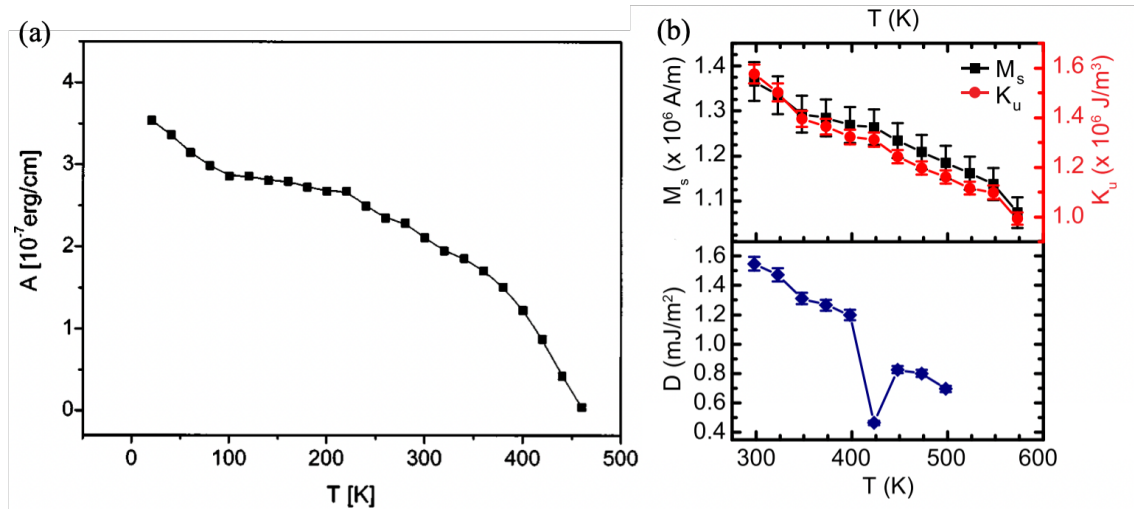 (a)
A [10⁻⁷erg/cm]
4
3
2
1
0
0
100
200
300
400
500
T [K]
T (K)
(b)
Mₛ (x 10⁶ A/m)
1.4
1.3
1.2
1.1
Mₛ
Kᵤ
1.6
1.4
1.2
1.0
Kᵤ (x 10⁶ J/m³)
D (mJ/m²)
1.6
1.4
1.2
1.0
0.8
0.6
0.4
300
400
500
600
T (K)